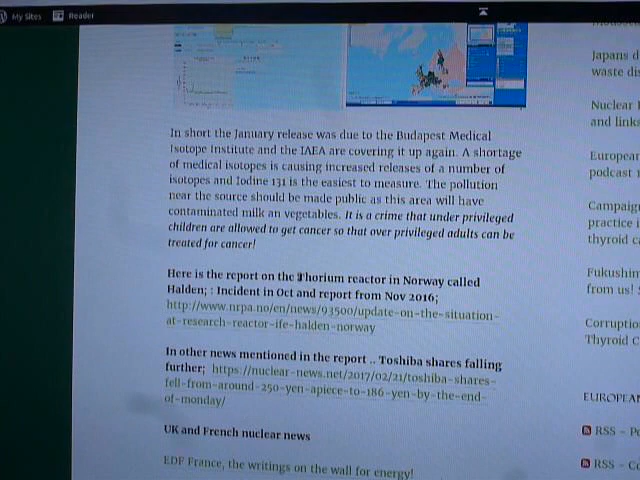 My Sites
Reader
In short the January release was due to the Budapest Medical
Isotope Institute and the IAEA are covering it up again. A shortage
of medical isotopes is causing increased releases of a number of
isotopes and Iodine 131 is the easiest to measure. The pollution
near the source should be made public as this area will have
contaminated milk an vegetables. It is a crime that under privileged
children are allowed to get cancer so that over privileged adults can be
treated for cancer!
Here is the report on the Thorium reactor in Norway called
Halden; : Incident in Oct and report from Nov 2016;
http://www.nrpa.no/en/news/93500/update-on-the-situation-
at-research-reactor-ife-halden-norway
In other news mentioned in the report .. Toshiba shares falling
further; https://nuclear-news.net/2017/02/21/toshiba-shares-
fell-from-around-250-yen-apiece-to-186-yen-by-the-end-
of-monday/
UK and French nuclear news
EDF France, the writings on the wall for energy!
Japans d
waste di
Nuclear
and links
European
podcast
Campaign
practice i
thyroid ca
Fukushim
from us!
Corruptio
Thyroid C
EUROPEAN
RSS - Po
RSS - Co